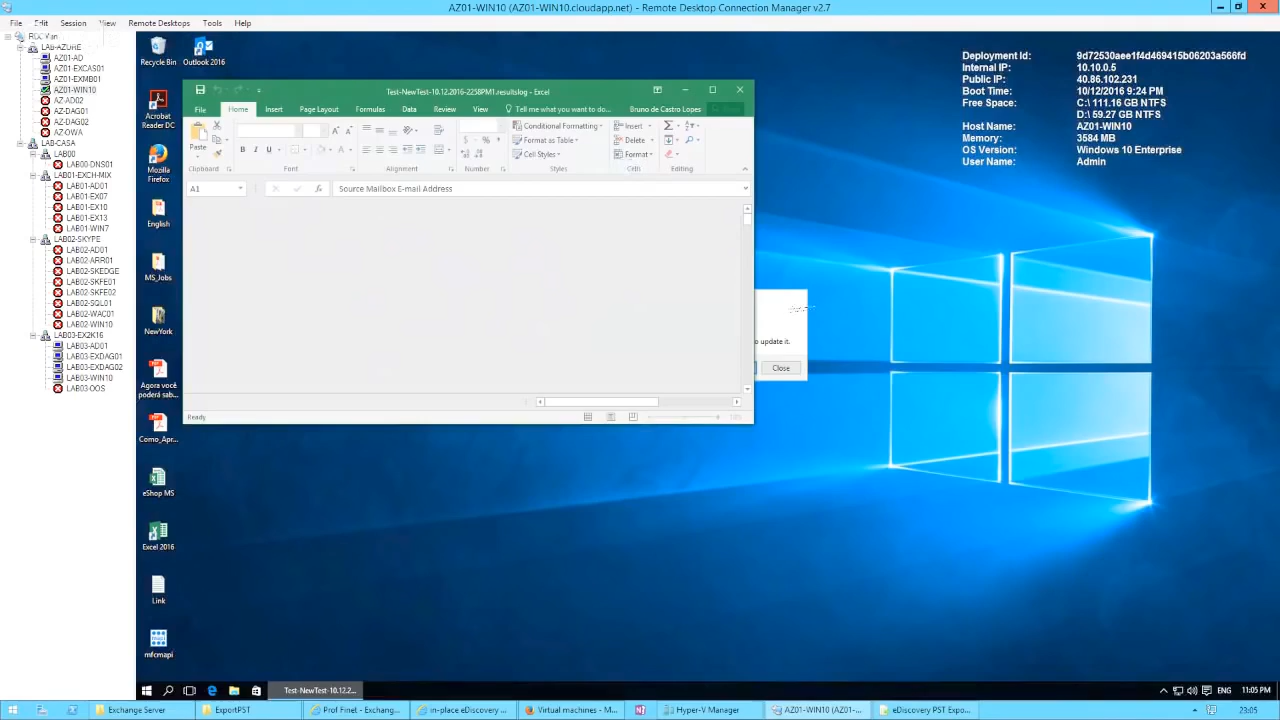 AZ01-WIN10 (AZ01-WIN10.cloudapp.net) - Remote Desktop Connection Manager v2.7
File Edit Session View Remote Desktops Tools Help
LAB-AZURE
AZ01-AD
AZ01-EXCAS01
AZ01-EXMB01
AZ01-WIN10
AZ-AD02
AZ-DAG01
AZ-DAG02
AZ-OWA
LAB-CASA
LAB00
LAB00-DNS01
LAB01-EXCH-MIX
LAB01-AD01
LAB01-EX07
LAB01-EX10
LAB01-EX13
LAB01-WIN7
LAB02-SKYPE
LAB02-AD01
LAB02-ARR01
LAB02-SKEDGE
LAB02-SKFE01
LAB02-SKFE02
LAB02-SQL01
LAB02-WAC01
LAB02-WIN10
LAB03-EX2K16
LAB03-AD01
LAB03-EXDAG01
LAB03-EXDAG02
LAB03-WIN10
LAB03-OOS
Recycle Bin
Outlook 2016
Acrobat Reader DC
Mozilla Firefox
English
MS_Jobs
NewYork
Agora você poderá sab...
Como_Apr...
eShop MS
Excel 2016
Link
mfcmapi
Deployment Id: 9d72530aee1f4d469415b06203a566fd
Internal IP: 10.10.0.5
Public IP: 40.86.102.231
Boot Time: 10/12/2016 9:24 PM
Free Space: C:\ 111.16 GB NTFS
D:\ 59.27 GB NTFS
Host Name: AZ01-WIN10
Memory: 3584 MB
OS Version: Windows 10 Enterprise
User Name: Admin
Test-NewTest-10.12.2016-2258PM1.resultslog - Excel
File Home Insert Page Layout Formulas Data Review View Tell me what you want to do... Bruno de Castro Lopes
Paste
B I U
Conditional Formatting
Format as Table
Cell Styles
Insert
Delete
Format
Clipboard Font Alignment Number Styles Cells Editing
A1 fx Source Mailbox E-mail Address
Ready
o update it.
Close
Test-NewTest-10.12.2...
ENG 11:05 PM
Exchange Server ExportPST Prof Finet - Exchang... in-place eDiscovery ... Virtual machines - M... Hyper-V Manager AZ01-WIN10 (AZ01-... eDiscovery PST Expo...
ENG 23:05